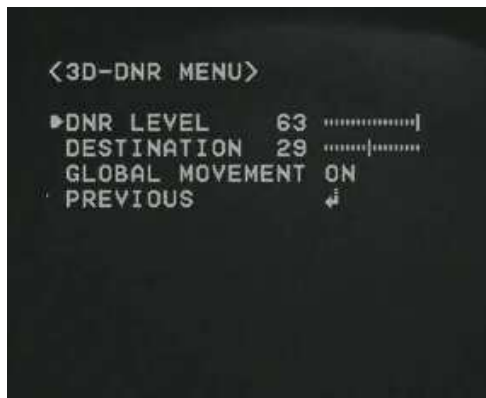 <3D-DNR MENU>
DNR LEVEL 63
DESTINATION 29
GLOBAL MOVEMENT ON
PREVIOUS ↲